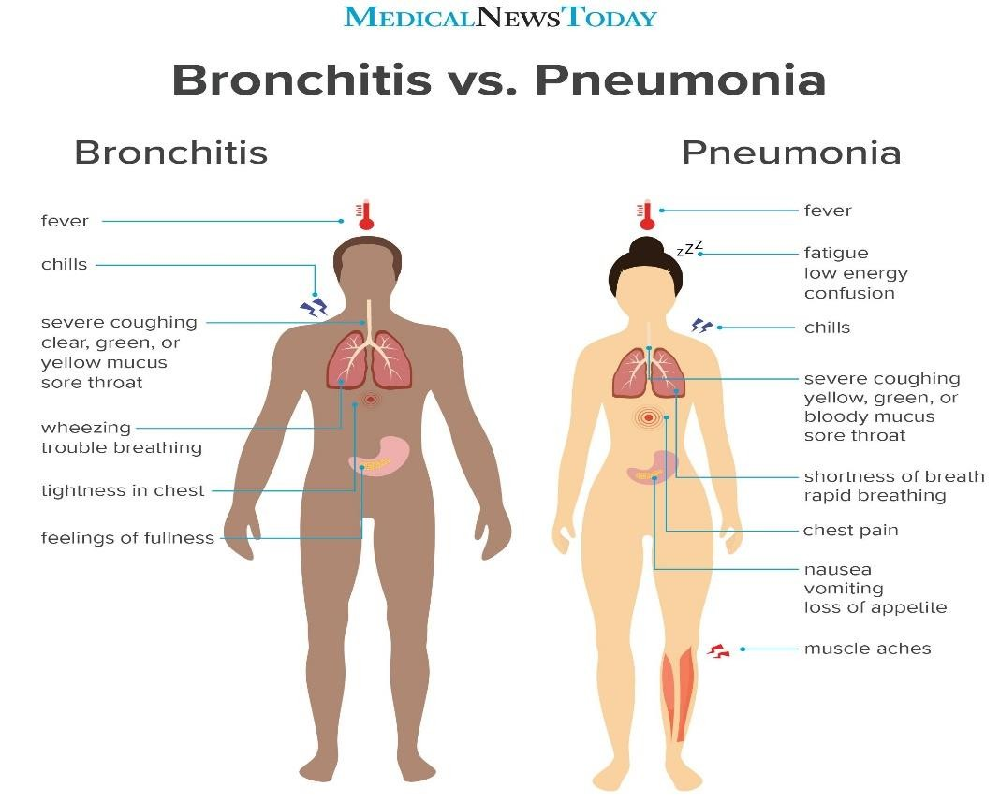 MEDICALNEWSTODAY
Bronchitis vs. Pneumonia
Bronchitis
fever
chills
severe coughing
clear, green, or
yellow mucus
sore throat
wheezing
trouble breathing
tightness in chest
feelings of fullness
Pneumonia
fever
zzz
fatigue
low energy
confusion
chills
severe coughing
yellow, green, or
bloody mucus
sore throat
shortness of breath
rapid breathing
chest pain
nausea
vomiting
loss of appetite
muscle aches